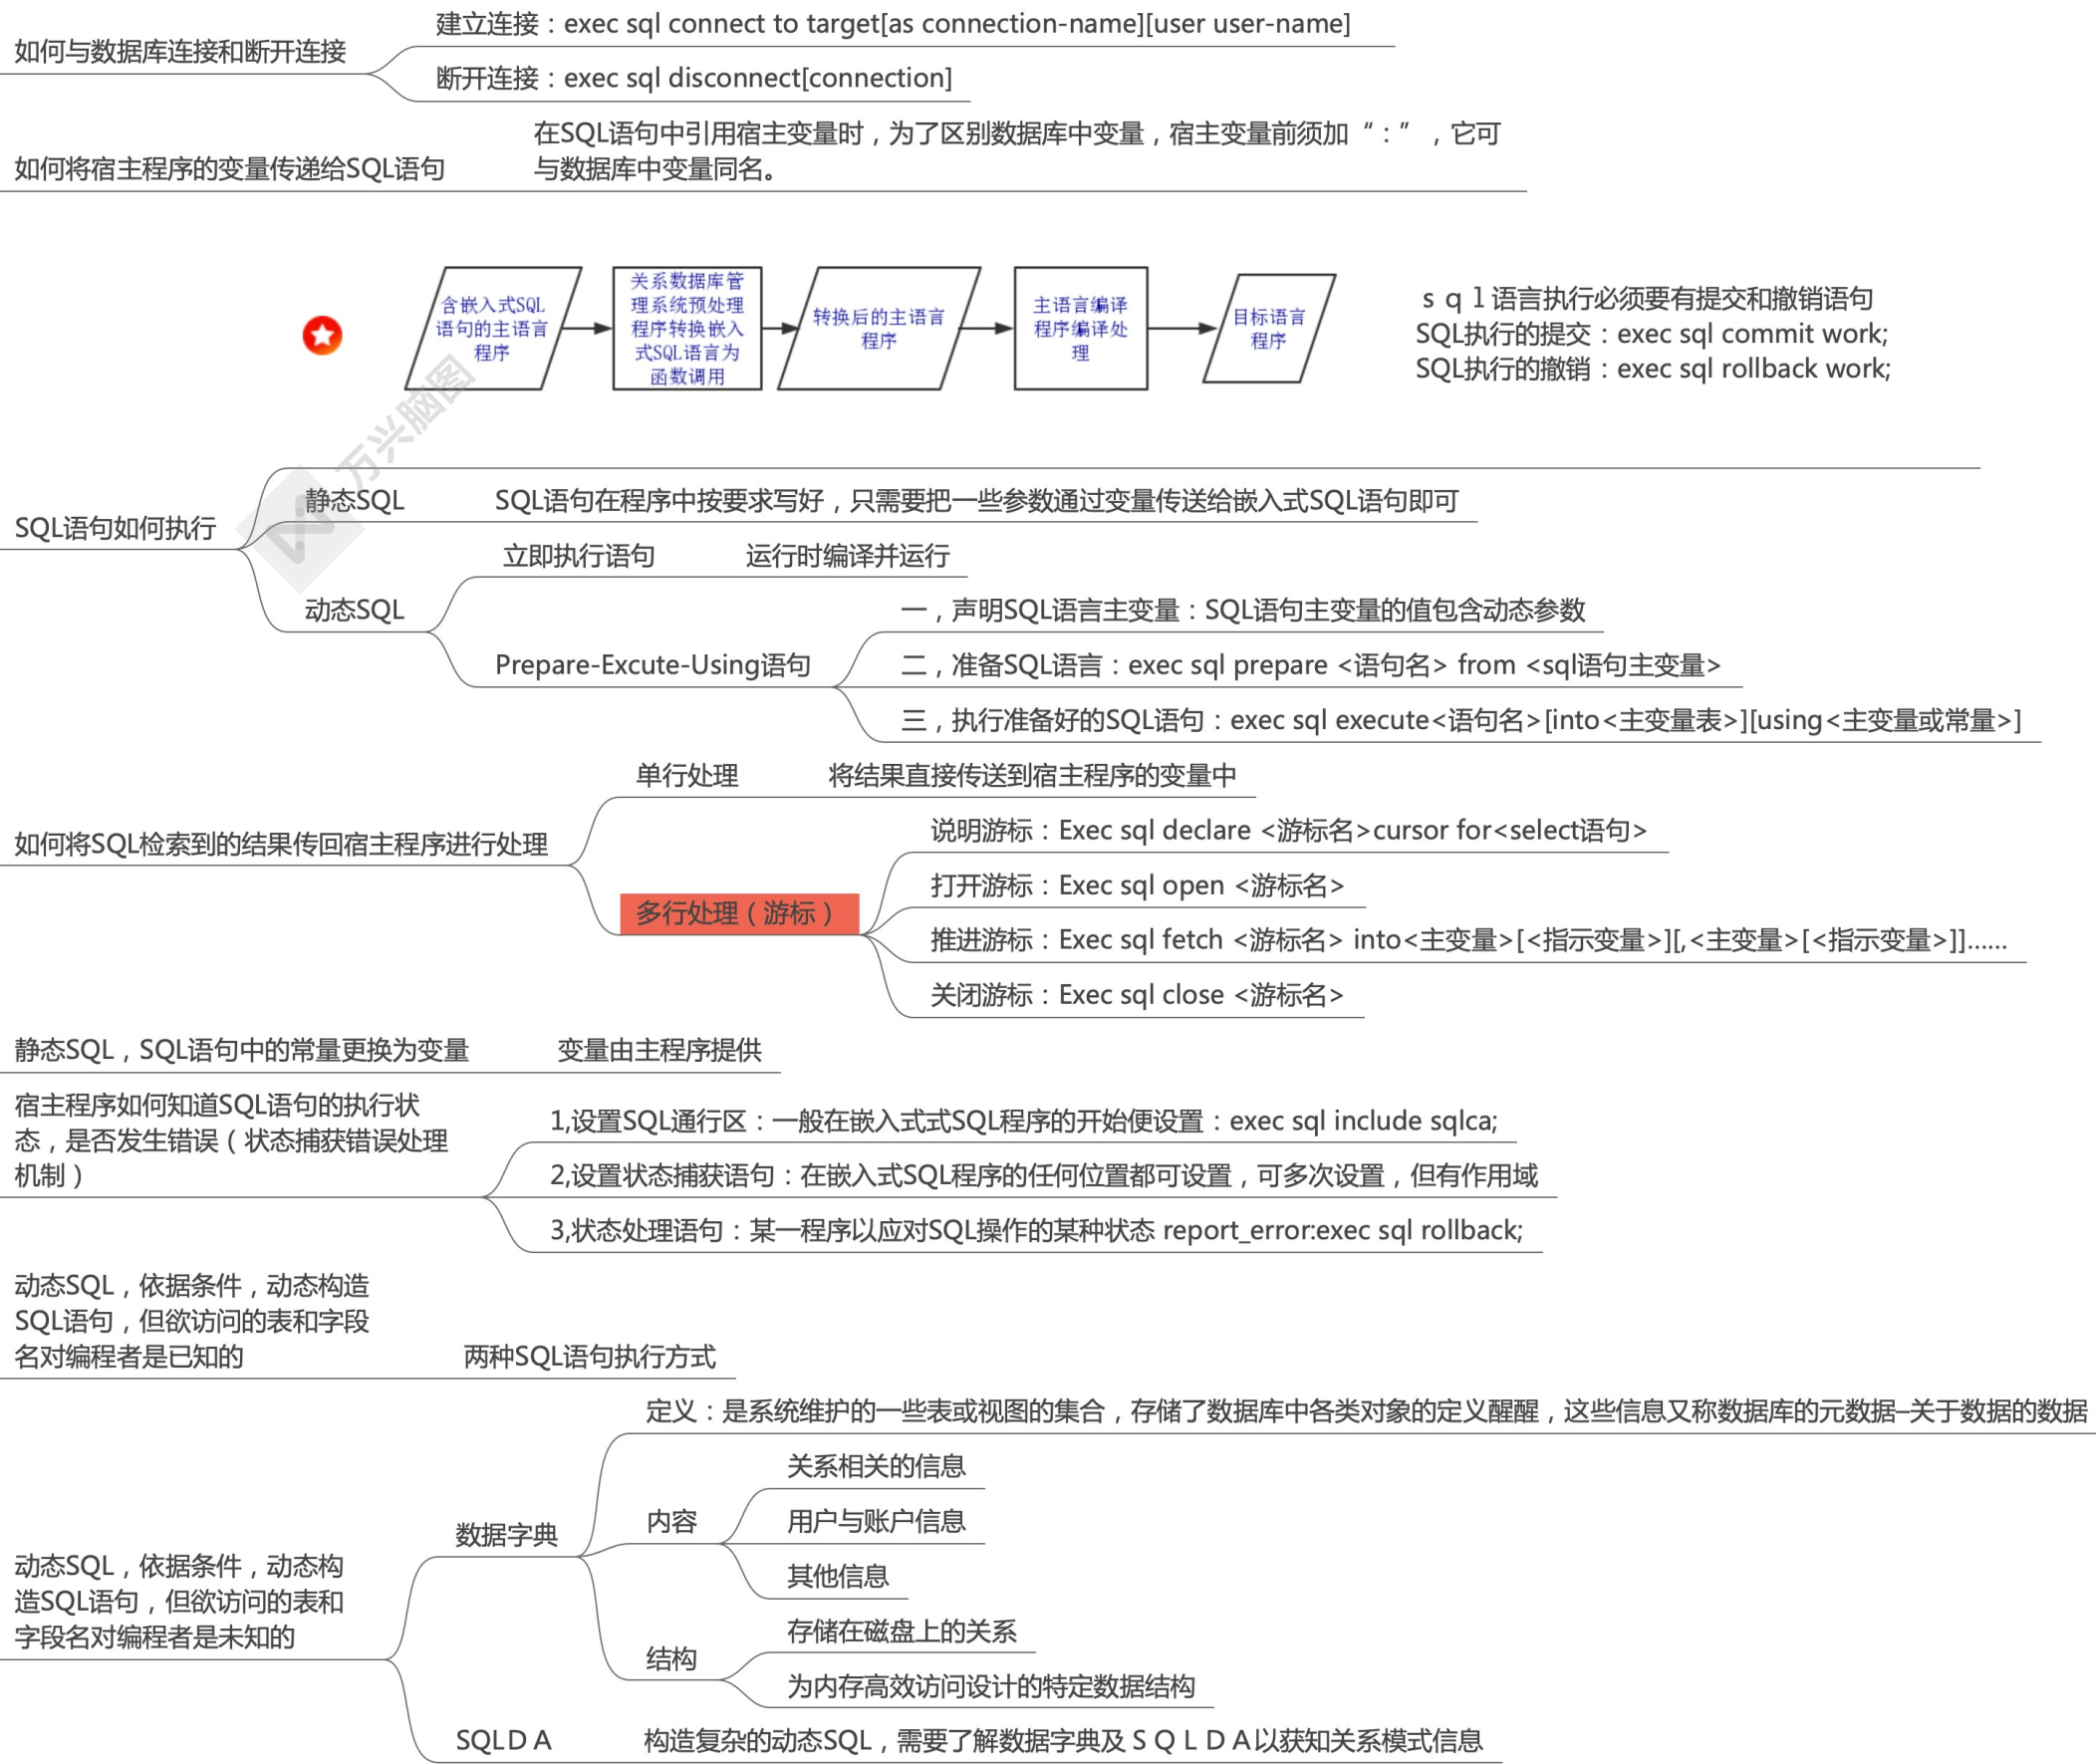 建立连接：exec sql connect to target[as connection-name][user user-name]
如何与数据库连接和断开连接
断开连接：exec sql disconnect[connection]
在SQL语句中引用宿主变量时，为了区别数据库中变量，宿主变量前须加“：”，它可
与数据库中变量同名。
如何将宿主程序的变量传递给SQL语句
含嵌入式SQL
语句的主语言
程序
关系数据库管
理系统预处理
程序转换嵌入
式SQL语言为
函数调用
转换后的主语言
程序
主语言编译
程序编译处
理
目标语言
程序
ｓｑｌ语言执行必须要有提交和撤销语句
SQL执行的提交：exec sql commit work;
SQL执行的撤销：exec sql rollback work;
万兴脑图
SQL语句如何执行
静态SQL
SQL语句在程序中按要求写好，只需要把一些参数通过变量传送给嵌入式SQL语句即可
动态SQL
立即执行语句
运行时编译并运行
Prepare-Excute-Using语句
一，声明SQL语言主变量：SQL语句主变量的值包含动态参数
二，准备SQL语言：exec sql prepare <语句名> from <sql语句主变量>
三，执行准备好的SQL语句：exec sql execute<语句名>[into<主变量表>][using<主变量或常量>]
如何将SQL检索到的结果传回宿主程序进行处理
单行处理
将结果直接传送到宿主程序的变量中
多行处理（游标）
说明游标：Exec sql declare <游标名>cursor for<select语句>
打开游标：Exec sql open <游标名>
推进游标：Exec sql fetch <游标名> into<主变量>[<指示变量>][,<主变量>[<指示变量>]]......
关闭游标：Exec sql close <游标名>
静态SQL，SQL语句中的常量更换为变量
变量由主程序提供
宿主程序如何知道SQL语句的执行状
态，是否发生错误（状态捕获错误处理
机制）
1,设置SQL通行区：一般在嵌入式式SQL程序的开始便设置：exec sql include sqlca;
2,设置状态捕获语句：在嵌入式SQL程序的任何位置都可设置，可多次设置，但有作用域
3,状态处理语句：某一程序以应对SQL操作的某种状态 report_error:exec sql rollback;
动态SQL，依据条件，动态构造
SQL语句，但欲访问的表和字段
名对编程者是已知的
两种SQL语句执行方式
动态SQL，依据条件，动态构
造SQL语句，但欲访问的表和
字段名对编程者是未知的
数据字典
定义：是系统维护的一些表或视图的集合，存储了数据库中各类对象的定义醒醒，这些信息又称数据库的元数据–关于数据的数据
内容
关系相关的信息
用户与账户信息
其他信息
结构
存储在磁盘上的关系
为内存高效访问设计的特定数据结构
SQLＤＡ
构造复杂的动态SQL，需要了解数据字典及ＳＱＬＤＡ以获知关系模式信息